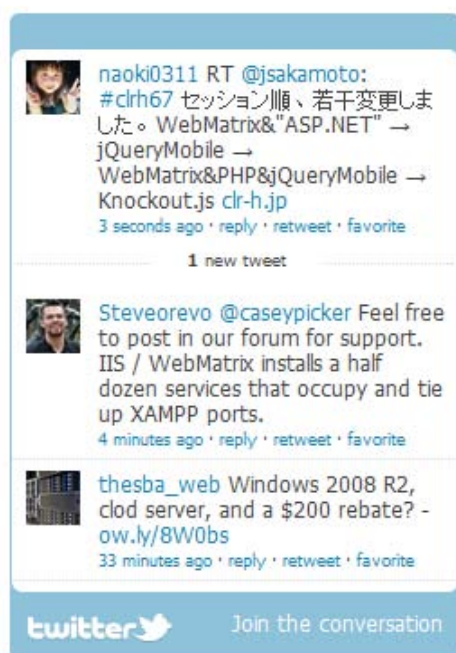 naoki0311 RT @jsakamoto:
#clrh67 セッション順、若干変更しま
した。WebMatrix&"ASP.NET" →
jQueryMobile →
WebMatrix&PHP&jQueryMobile →
Knockout.js clr-h.jp
3 seconds ago · reply · retweet · favorite
1 new tweet
Steveorevo @caseypicker Feel free
to post in our forum for support.
IIS / WebMatrix installs a half
dozen services that occupy and tie
up XAMPP ports.
4 minutes ago · reply · retweet · favorite
thesba_web Windows 2008 R2,
clod server, and a $200 rebate? -
ow.ly/8W0bs
33 minutes ago · reply · retweet · favorite
twitter Join the conversation